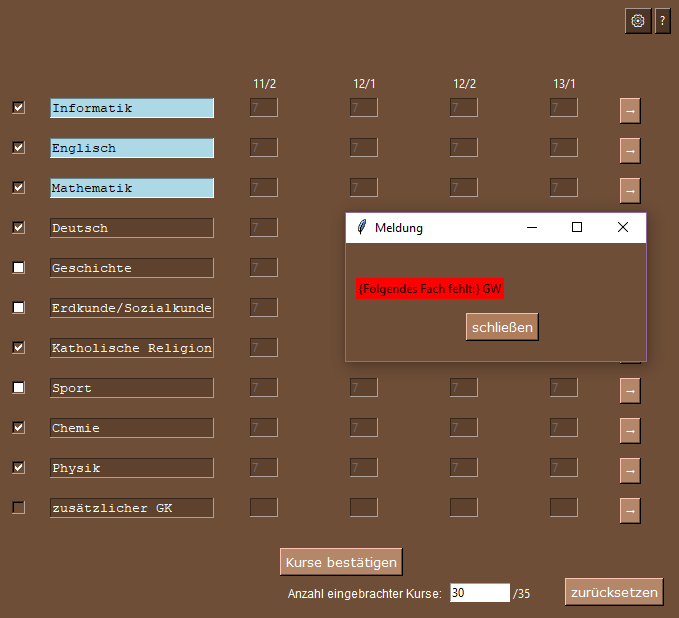 ?
11/2 12/1 12/2 13/1
Informatik 7 7 7 7 →
Englisch 7 7 7 7 →
Mathematik 7 7 7 7 →
Deutsch 7
Meldung
Geschichte 7
{Folgendes Fach fehlt:} GW
Erdkunde/Sozialkunde 7
schließen
Katholische Religion 7
Sport 7 7 7 7 →
Chemie 7 7 7 7 →
Physik 7 7 7 7 →
zusätzlicher GK →
Kurse bestätigen
Anzahl eingebrachter Kurse: 30 /35
zurücksetzen